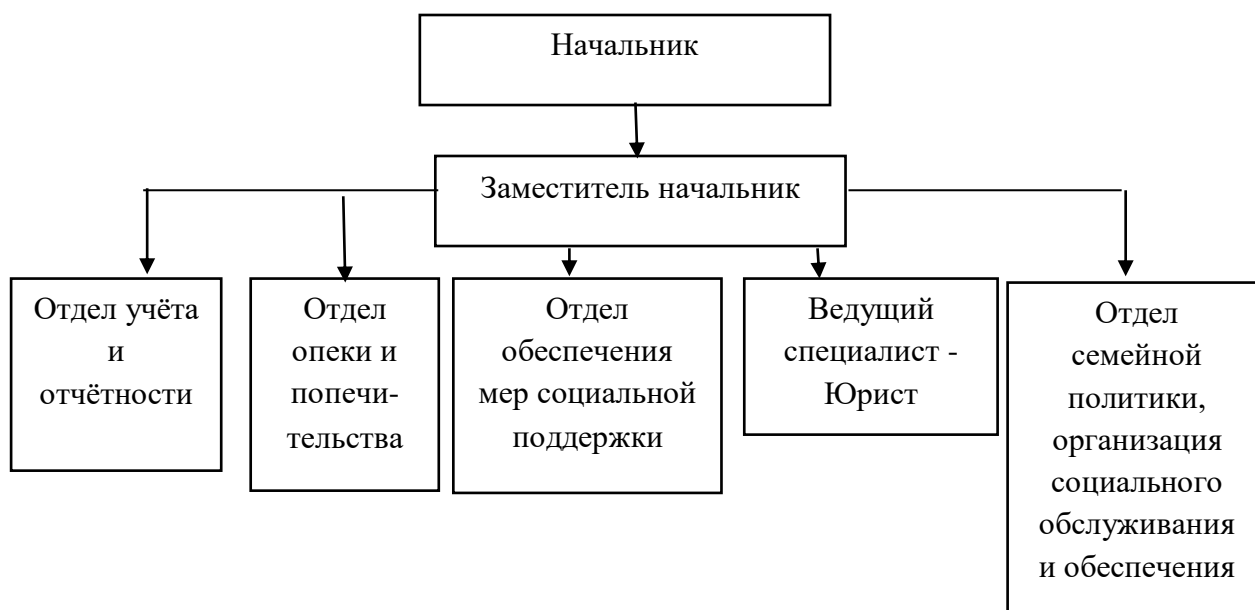 Начальник
Заместитель начальник
Отдел учёта
и
отчётности
Отдел
опеки и
попечи-
тельства
Отдел
обеспечения
мер социальной
поддержки
Ведущий
специалист -
Юрист
Отдел
семейной
политики,
организация
социального
обслуживания
и обеспечения